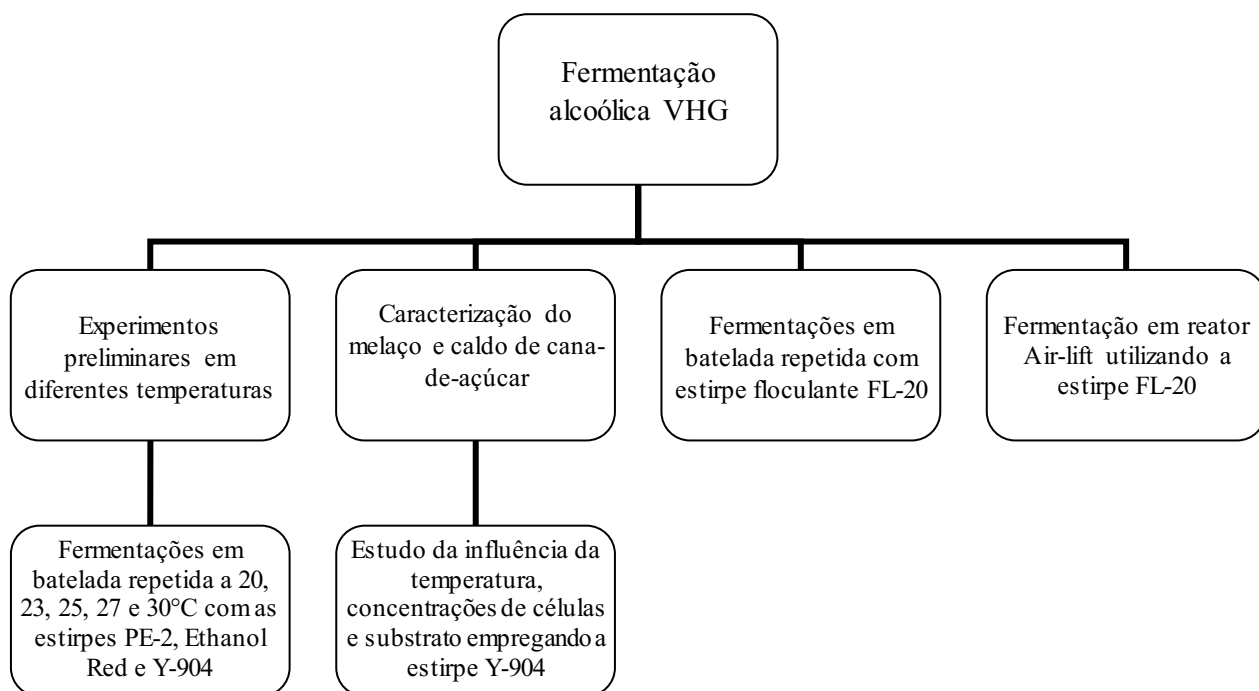 Fermentação
alcoólica VHG
Experimentos
preliminares em
diferentes temperaturas
Caracterização do
melaço e caldo de cana-
de-açúcar
Fermentações em
batelada repetida com
estirpe floculante FL-20
Fermentação em reator
Air-lift utilizando a
estirpe FL-20
Fermentações em
batelada repetida a 20,
23, 25, 27 e 30°C com as
estirpes PE-2, Ethanol
Red e Y-904
Estudo da influência da
temperatura,
concentrações de células
e substrato empregando a
estirpe Y-904